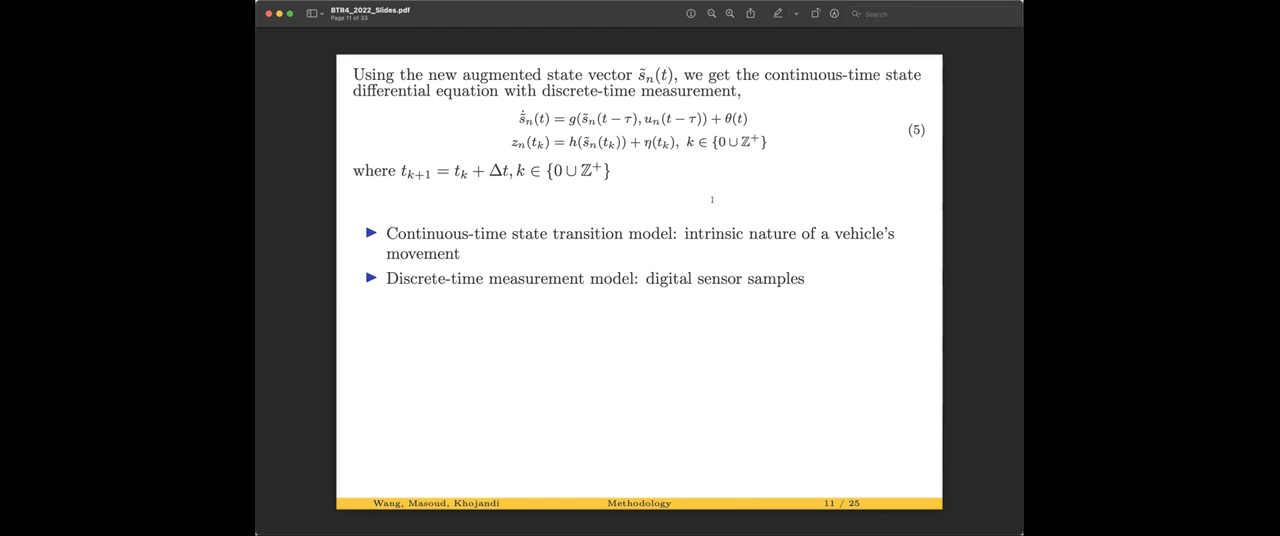 BTR4_2022_Slides.pdf
Page 11 of 33
Search
Using the new augmented state vector s̃ₙ(t), we get the continuous-time state
differential equation with discrete-time measurement,
s̃̇ₙ(t) = g(s̃ₙ(t − τ), uₙ(t − τ)) + θ(t)
zₙ(tₖ) = h(s̃ₙ(tₖ)) + η(tₖ), k ∈ {0 ∪ ℤ⁺}
(5)
where tₖ₊₁ = tₖ + Δt, k ∈ {0 ∪ ℤ⁺}
▶ Continuous-time state transition model: intrinsic nature of a vehicle's
movement
▶ Discrete-time measurement model: digital sensor samples
Wang, Masoud, Khojandi Methodology 11 / 25